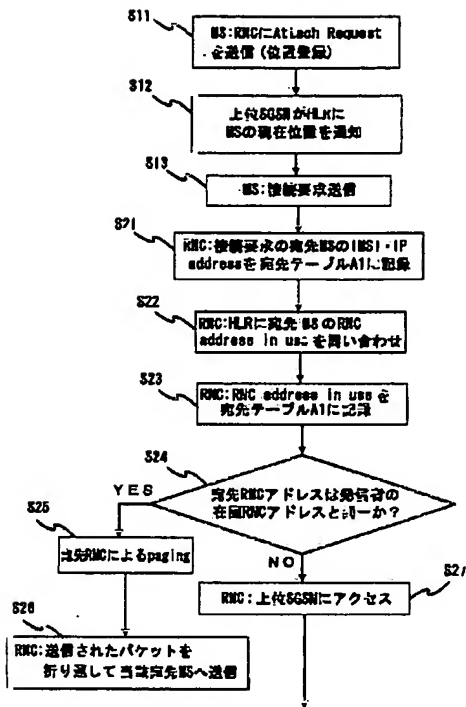 S11
MS:RNCにAttach Request
を送信(位置登録)
S12
上位SGSNがHLRに
MSの現在位置を通知
S13
MS:接続要求送信
S21
RNC:接続要求の宛先MSのIMSI・IP
addressを宛先テーブルA1に記録
S22
RNC:HLRに宛先MSのRNC
address in useを問い合わせ
S23
RNC:RNC address in useを
宛先テーブルA1に記録
S24
宛先RNCアドレスは発信者の
在圏RNCアドレスと同一か?
YES
NO
S25
宛先RNCによるpaging
S27
RNC:上位SGSNにアクセス
S26
RNC:送信されたパケットを
折り返して当該宛先MSへ送信